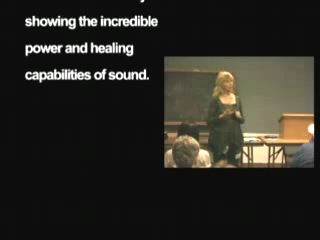 showing the incredible
power and healing
capabilities of sound.